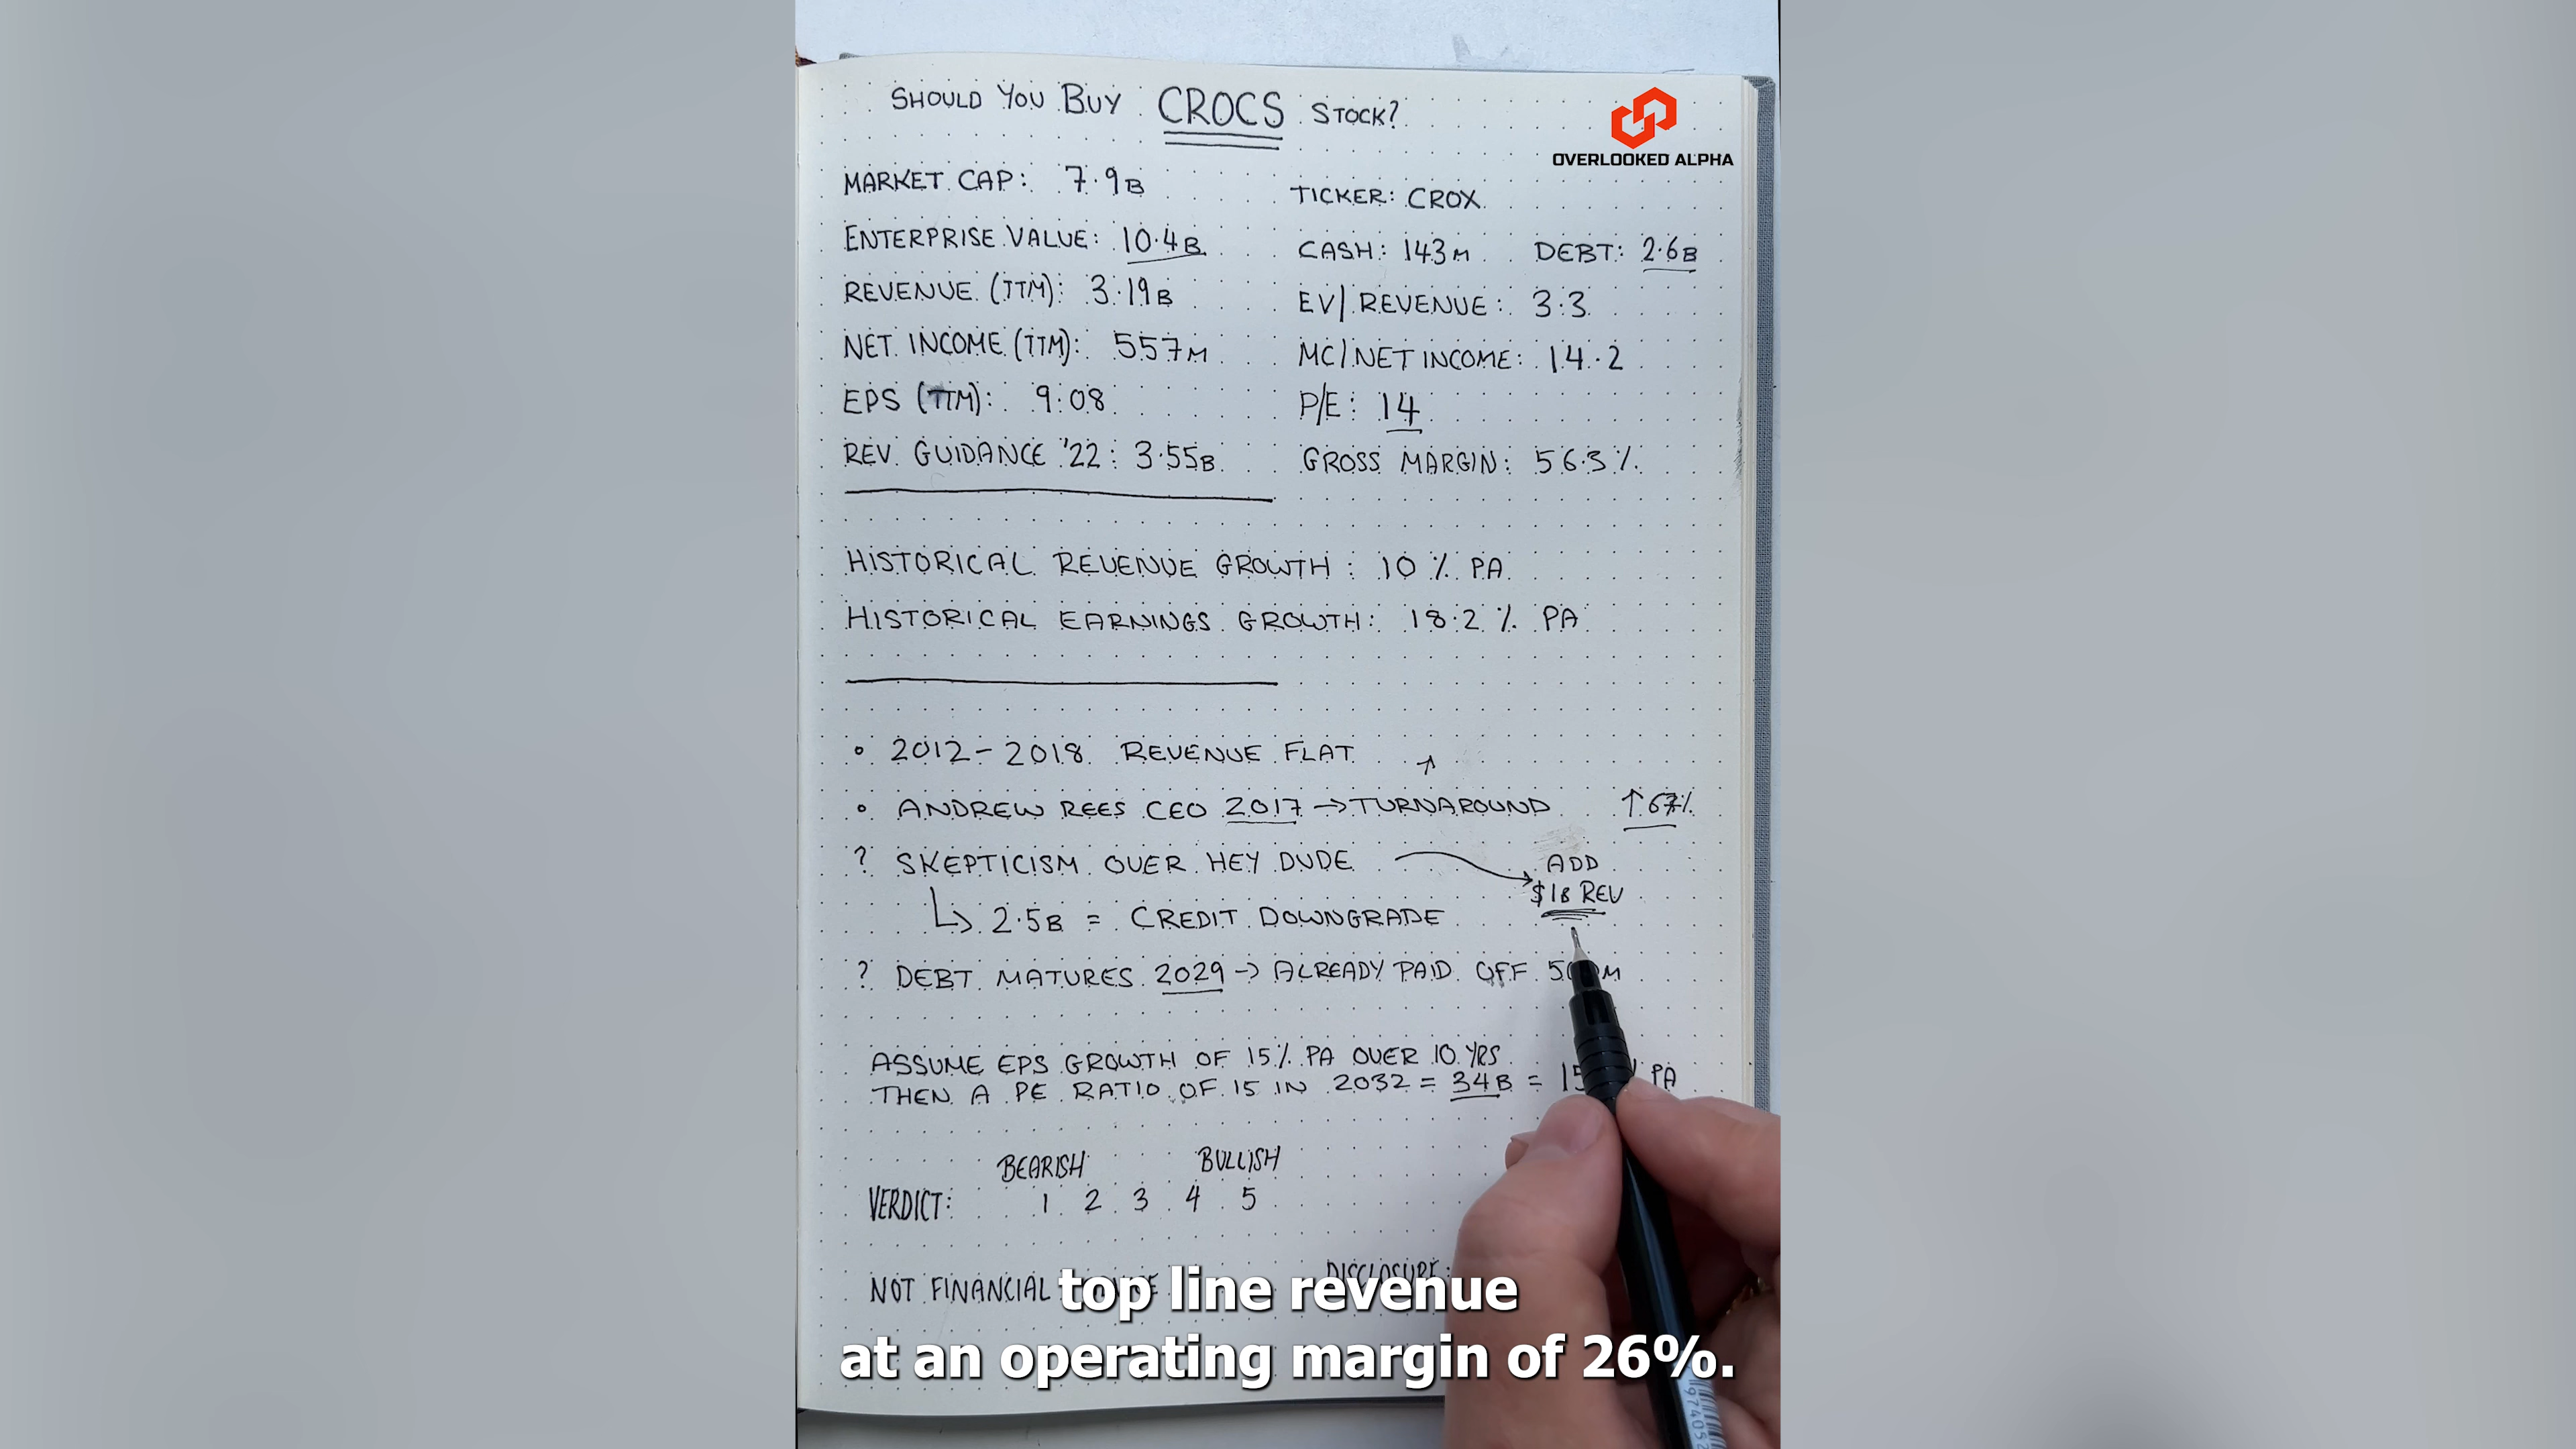 SHOULD YOU BUY CROCS STOCK?
OVERLOOKED ALPHA
MARKET CAP: 7.9B
TICKER: CROX
ENTERPRISE VALUE: 10.4B
CASH: 143M DEBT: 2.6B
REVENUE (TTM): 3.19B
EV/REVENUE: 3.3
NET INCOME (TTM): 557M
MC/NET INCOME: 14.2
EPS (TTM): 9.08
P/E: 14
REV. GUIDANCE '22: 3.55B
GROSS MARGIN: 56.3%
HISTORICAL REVENUE GROWTH: 10% PA
HISTORICAL EARNINGS GROWTH: 18.2% PA
• 2012-2018 REVENUE FLAT ↑
• ANDREW REES CEO 2017 → TURNAROUND ↑ 67%
? SKEPTICISM OVER HEY DUDE → ADD
$1B REV
↳ 2.5B = CREDIT DOWNGRADE
? DEBT MATURES 2029 → ALREADY PAID OFF
ASSUME EPS GROWTH OF 15% PA OVER 10 YRS
THEN A PE RATIO OF 15 IN 2032 = 34B = PA
BEARISH BULLISH
VERDICT: 1 2 3 4 5
NOT FINANCIAL DISCLOSURE:
top line revenue
at an operating margin of 26%.